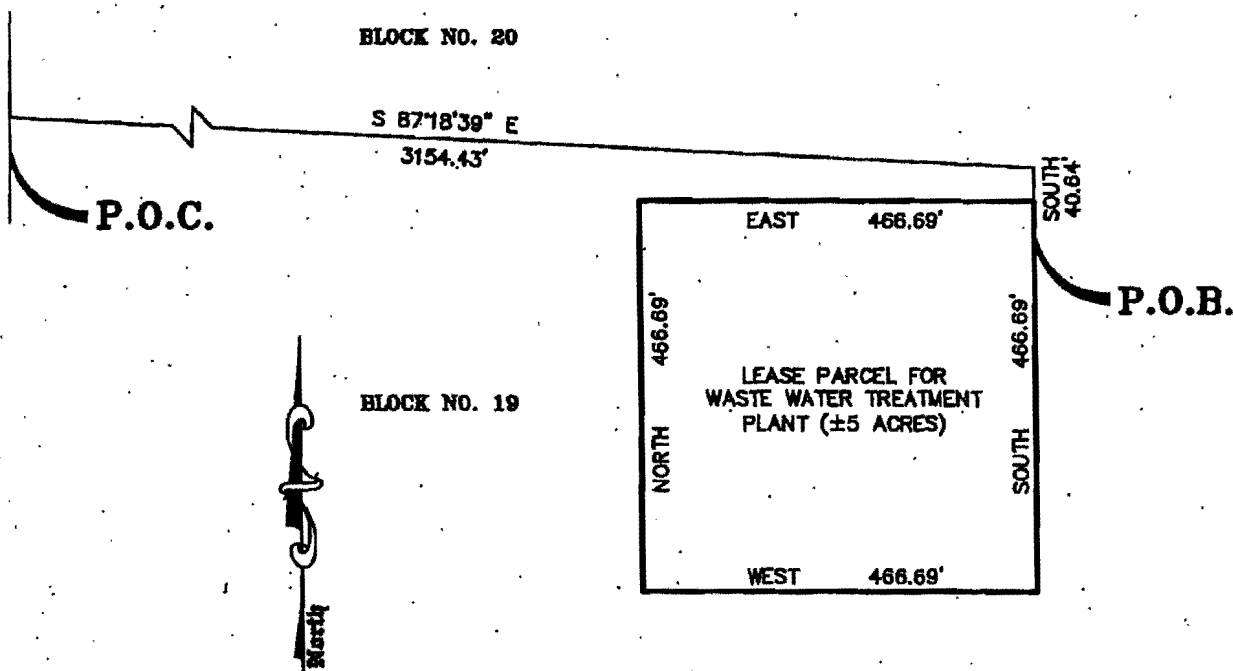 BLOCK NO. 20
S 87°18'39" E
3154.43'
SOUTH
40.64'
P.O.C.
EAST 466.69'
P.O.B.
466.69'
NORTH
466.69'
SOUTH
LEASE PARCEL FOR
WASTE WATER TREATMENT
PLANT (±5 ACRES)
BLOCK NO. 19
WEST 466.69'
North